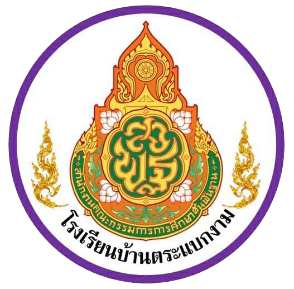 สำนักงานคณะกรรมการการศึกษาขั้นพื้นฐาน
โรงเรียนบ้านตระแบกงาม